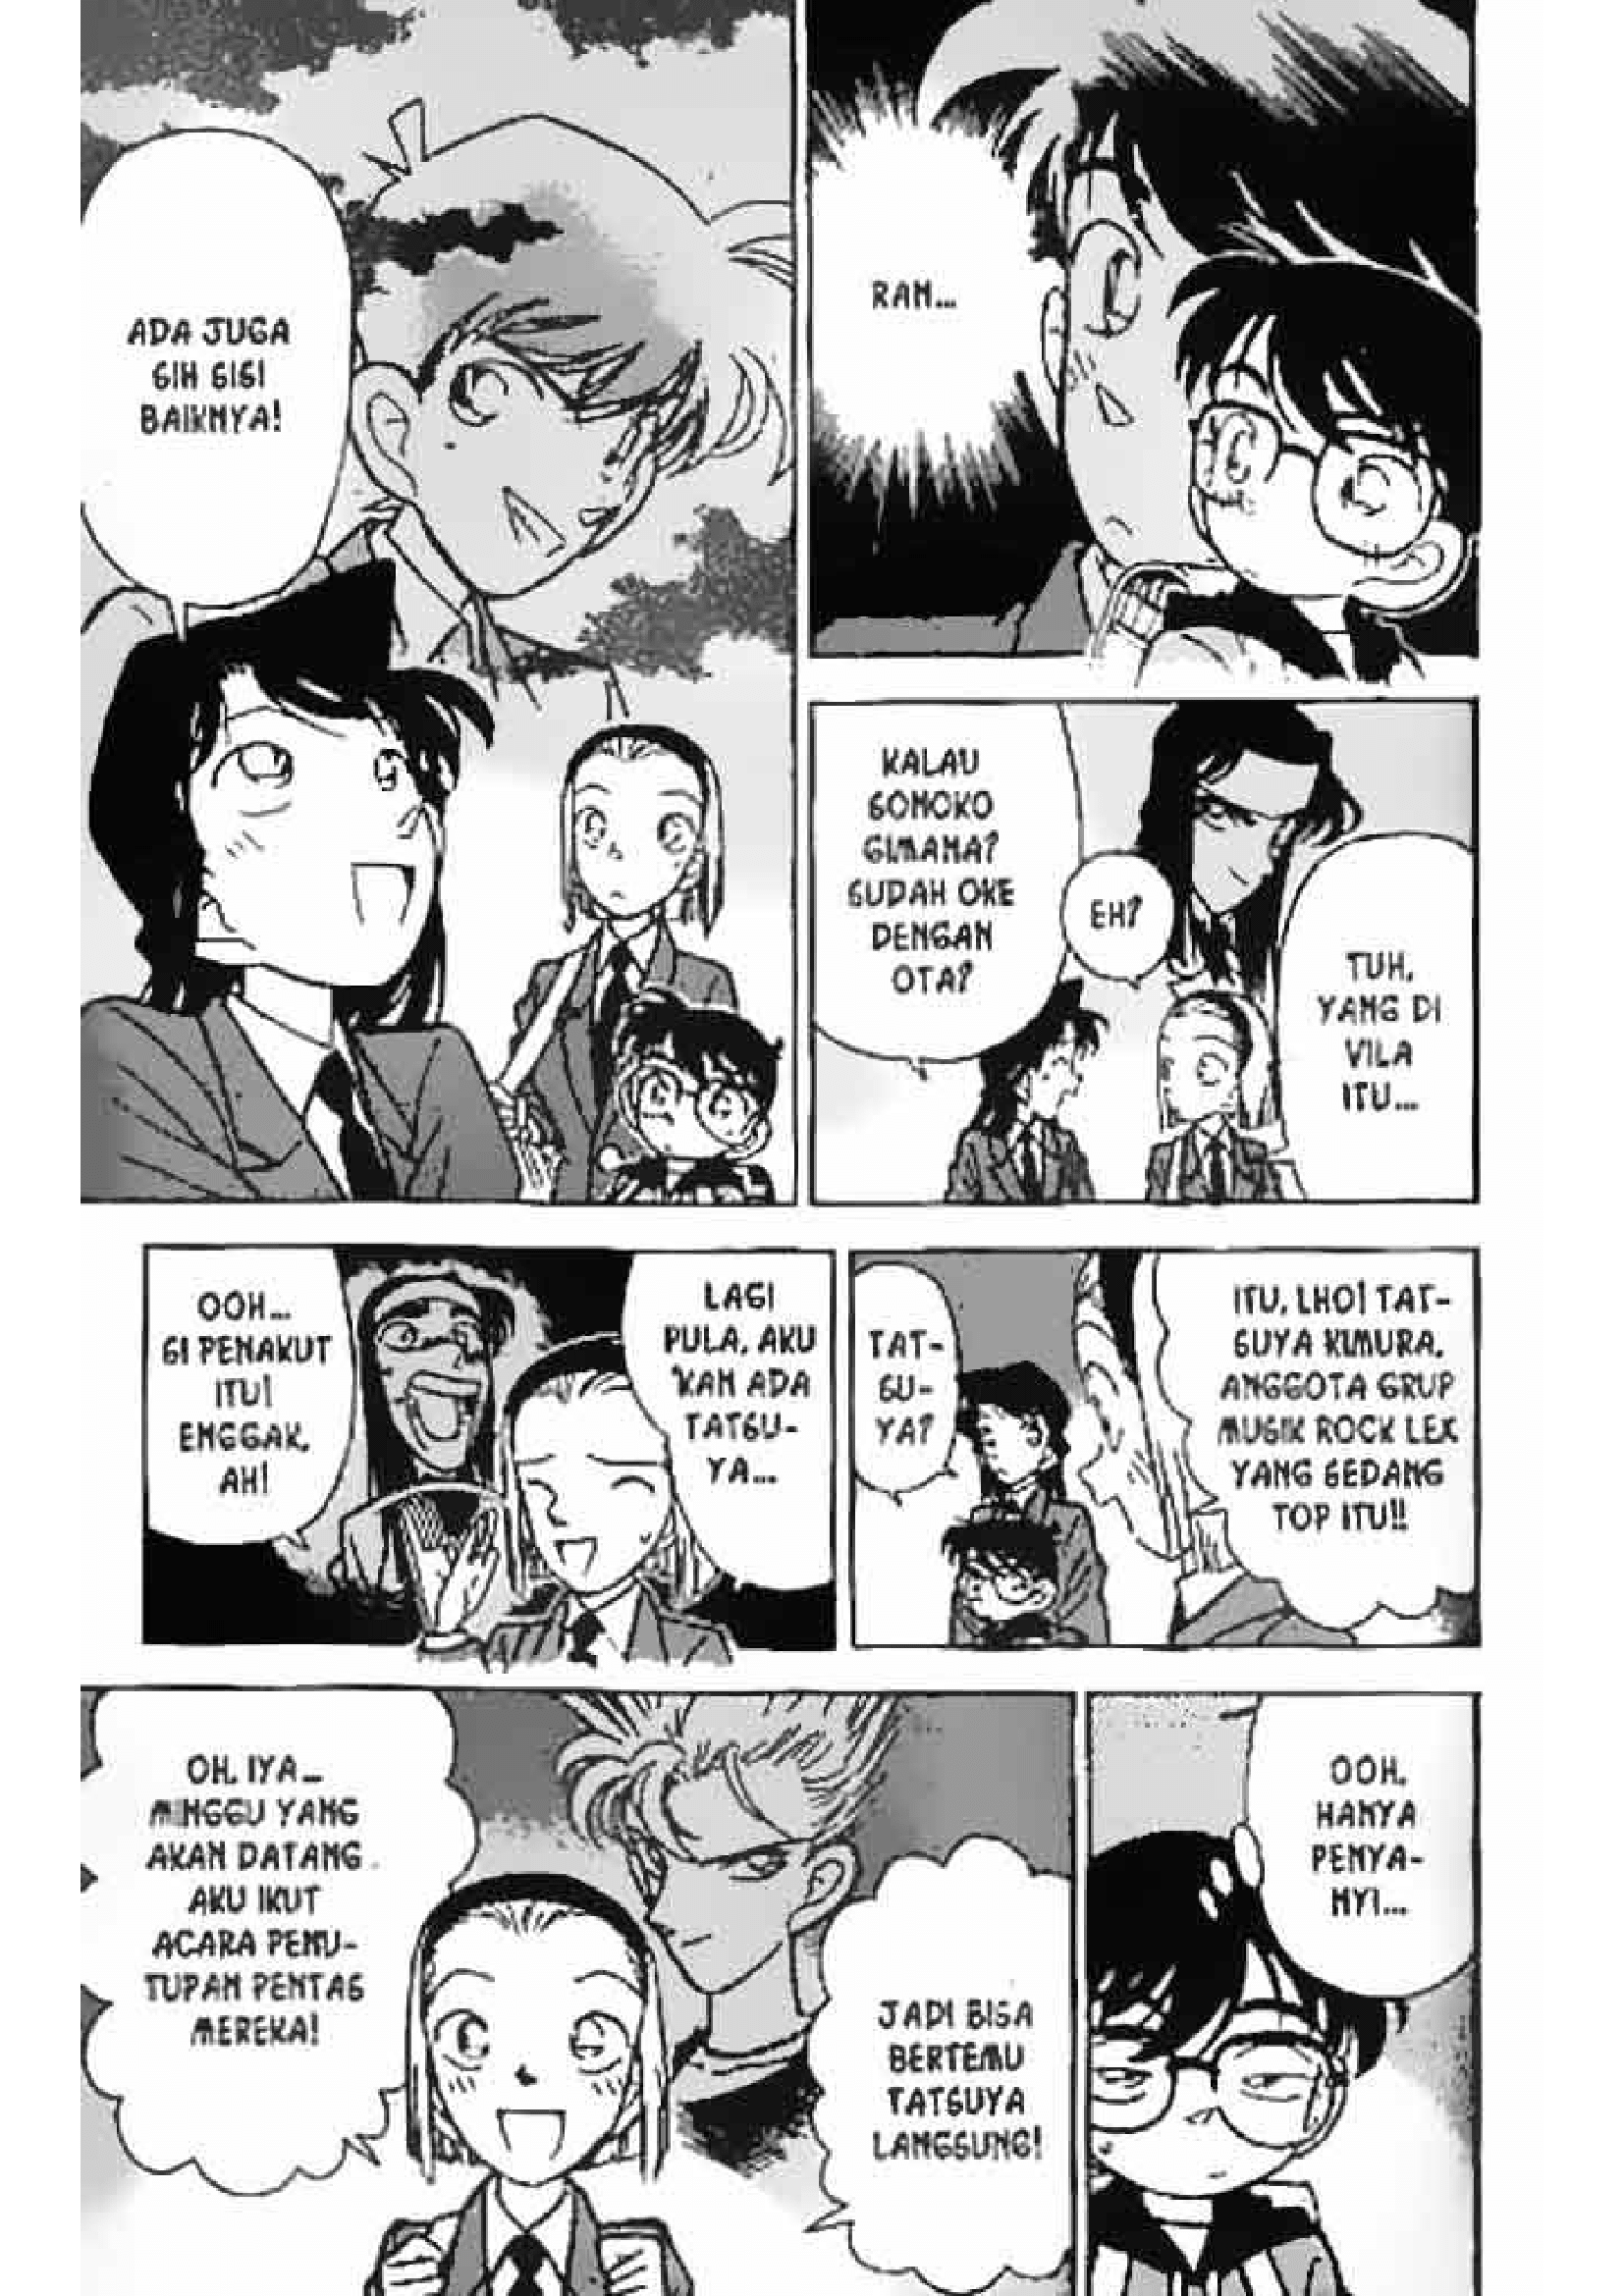 RAN...
ADA JUGA
SIH SISI
BAIKNYA!
KALAU
SONOKO
GIMANA?
SUDAH OKE
DENGAN
OTA?
EH?
TUH,
YANG DI
VILA
ITU...
OOH...
SI PENAKUT
ITU!
ENGGAK,
AH!
LAGI
PULA, AKU
'KAN ADA
TATSU-
YA...
TAT-
SU-
YA?
ITU, LHO! TAT-
SUYA KIMURA,
ANGGOTA GRUP
MUSIK ROCK LEX
YANG SEDANG
TOP ITU!!
OH, IYA...
MINGGU YANG
AKAN DATANG
AKU IKUT
ACARA PENU-
TUPAN PENTAS
MEREKA!
JADI BISA
BERTEMU
TATSUYA
LANGSUNG!
OOH,
HANYA
PENYA-
NYI...